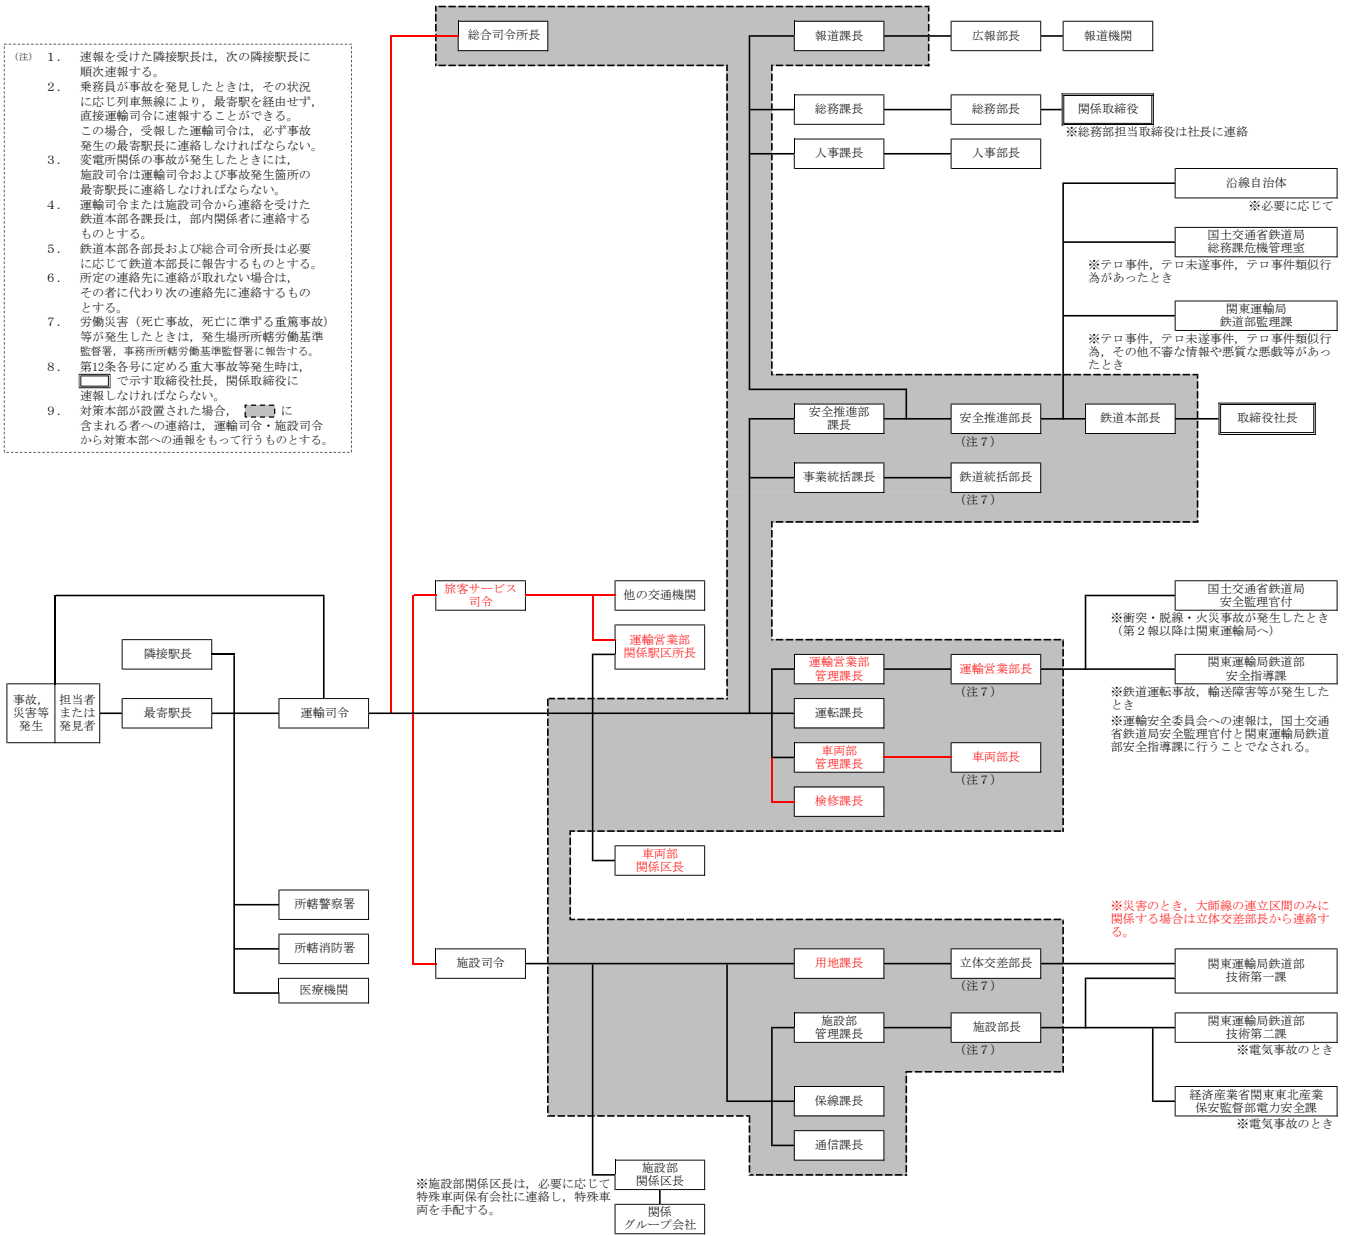 （注）　１．　速報を受けた隣接駅長は，次の隣接駅長に
順次速報する。
２．　乗務員が事故を発見したときは，その状況
に応じ列車無線により，最寄駅を経由せず，
直接運輸司令に速報することができる。
この場合，受報した運輸司令は，必ず事故
発生の最寄駅長に連絡しなければならない。
３．　変電所関係の事故が発生したときには，
施設司令は運輸司令および事故発生箇所の
最寄駅長に連絡しなければならない。
４．　運輸司令または施設司令から連絡を受けた
鉄道本部各課長は，部内関係者に連絡する
ものとする。
５．　鉄道本部各部長および総合司令所長は必要
に応じて鉄道本部長に報告するものとする。
６．　所定の連絡先に連絡が取れない場合は，
その者に代わり次の連絡先に連絡するもの
とする。
７．　労働災害（死亡事故，死亡に準ずる重篤事故）
等が発生したときは，発生場所所轄労働基準
監督署，事務所所轄労働基準監督署に報告する。
８．　第12条各号に定める重大事故等発生時は，
で示す取締役社長，関係取締役に
速報しなければならない。
９．　対策本部が設置された場合，　に
含まれる者への連絡は，運輸司令・施設司令
から対策本部への通報をもって行うものとする。
総合司令所長
報道課長
広報部長
報道機関
総務課長
総務部長
関係取締役
※総務部担当取締役は社長に連絡
人事課長
人事部長
沿線自治体
※必要に応じて
国土交通省鉄道局
総務課危機管理室
※テロ事件，テロ未遂事件，テロ事件類似行
為があったとき
関東運輸局
鉄道部監理課
※テロ事件，テロ未遂事件，テロ事件類似行
為，その他不審な情報や悪質な悪戯等があっ
たとき
安全推進部
課長
安全推進部長
（注７）
鉄道本部長
取締役社長
事業統括課長
鉄道統括部長
（注７）
旅客サービス
司令
他の交通機関
運輸営業部
関係駅区所長
国土交通省鉄道局
安全監理官付
※衝突・脱線・火災事故が発生したとき
（第２報以降は関東運輸局へ）
隣接駅長
運輸営業部
管理課長
運輸営業部長
（注７）
関東運輸局鉄道部
安全指導課
※鉄道運転事故，輸送障害等が発生した
とき
※運輸安全委員会への速報は，国土交通
省鉄道局安全監理官付と関東運輸局鉄道
部安全指導課に行うことでなされる。
事故，
災害等
発生
担当者
または
発見者
最寄駅長
運輸司令
運転課長
車両部
管理課長
車両部長
（注７）
検修課長
車両部
関係区長
所轄警察署
所轄消防署
医療機関
※災害のとき，大師線の連立区間のみに
関係する場合は立体交差部長から連絡す
る。
施設司令
用地課長
立体交差部長
（注７）
関東運輸局鉄道部
技術第一課
施設部
管理課長
施設部長
（注７）
関東運輸局鉄道部
技術第二課
※電気事故のとき
保線課長
経済産業省関東東北産業
保安監督部電力安全課
※電気事故のとき
通信課長
施設部
関係区長
※施設部関係区長は，必要に応じて
特殊車両保有会社に連絡し，特殊車
両を手配する。
関係
グループ会社